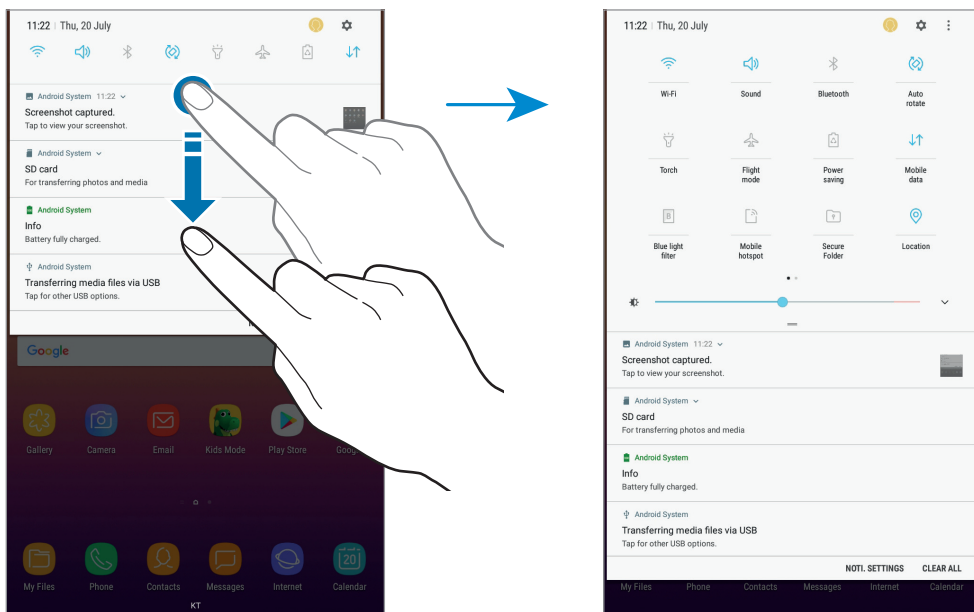 11:22 | Thu, 20 July
Android System 11:22
Screenshot captured.
Tap to view your screenshot.
Android System
SD card
For transferring photos and media
Android System
Info
Battery fully charged.
Android System
Transferring media files via USB
Tap for other USB options.
Google
Gallery Camera Email Kids Mode Play Store
20
My Files Phone Contacts Messages Internet Calendar
KT
11:22 | Thu, 20 July
Wi-Fi Sound Bluetooth Auto
rotate
Torch Flight Power Mobile
mode saving data
B
Blue light Mobile Secure Location
filter hotspot Folder
Android System 11:22
Screenshot captured.
Tap to view your screenshot.
Android System
SD card
For transferring photos and media
Android System
Info
Battery fully charged.
Android System
Transferring media files via USB
Tap for other USB options.
NOTI. SETTINGS CLEAR ALL
My Files Phone Contacts Messages Internet Calendar